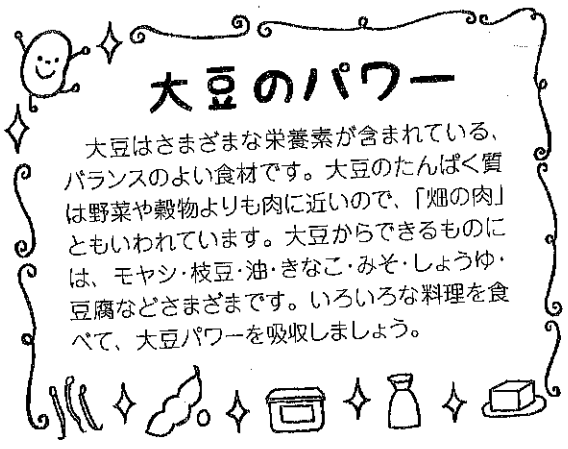 大豆のパワー
大豆はさまざまな栄養素が含まれている、
バランスのよい食材です。大豆のたんぱく質
は野菜や穀物よりも肉に近いので、「畑の肉」
ともいわれています。大豆からできるものに
は、モヤシ・枝豆・油・きなこ・みそ・しょうゆ・
豆腐などさまざまです。いろいろな料理を食
べて、大豆パワーを吸収しましょう。